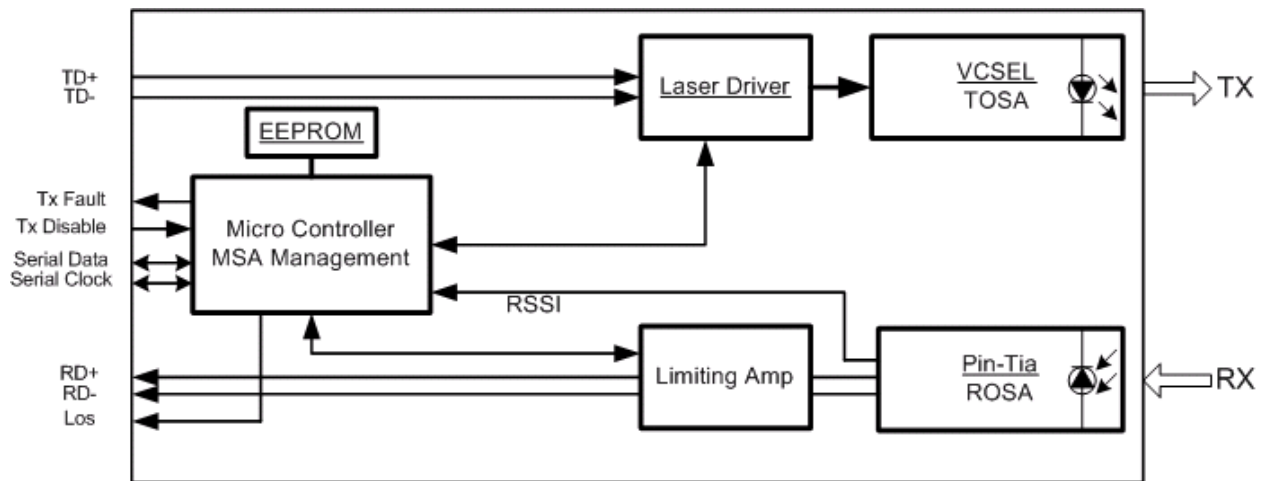 TD+
TD-
Laser Driver
VCSEL
TOSA
TX
EEPROM
Tx Fault
Tx Disable
Serial Data
Serial Clock
Micro Controller
MSA Management
RSSI
RD+
RD-
Los
Limiting Amp
Pin-Tia
ROSA
RX